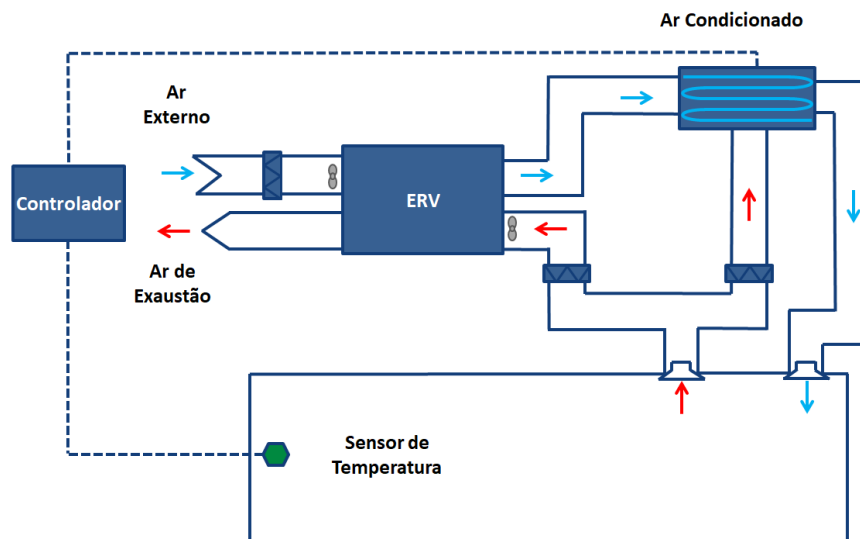 Ar Condicionado
Ar
Externo
ERV
Controlador
Ar de
Exaustão
Sensor de
Temperatura